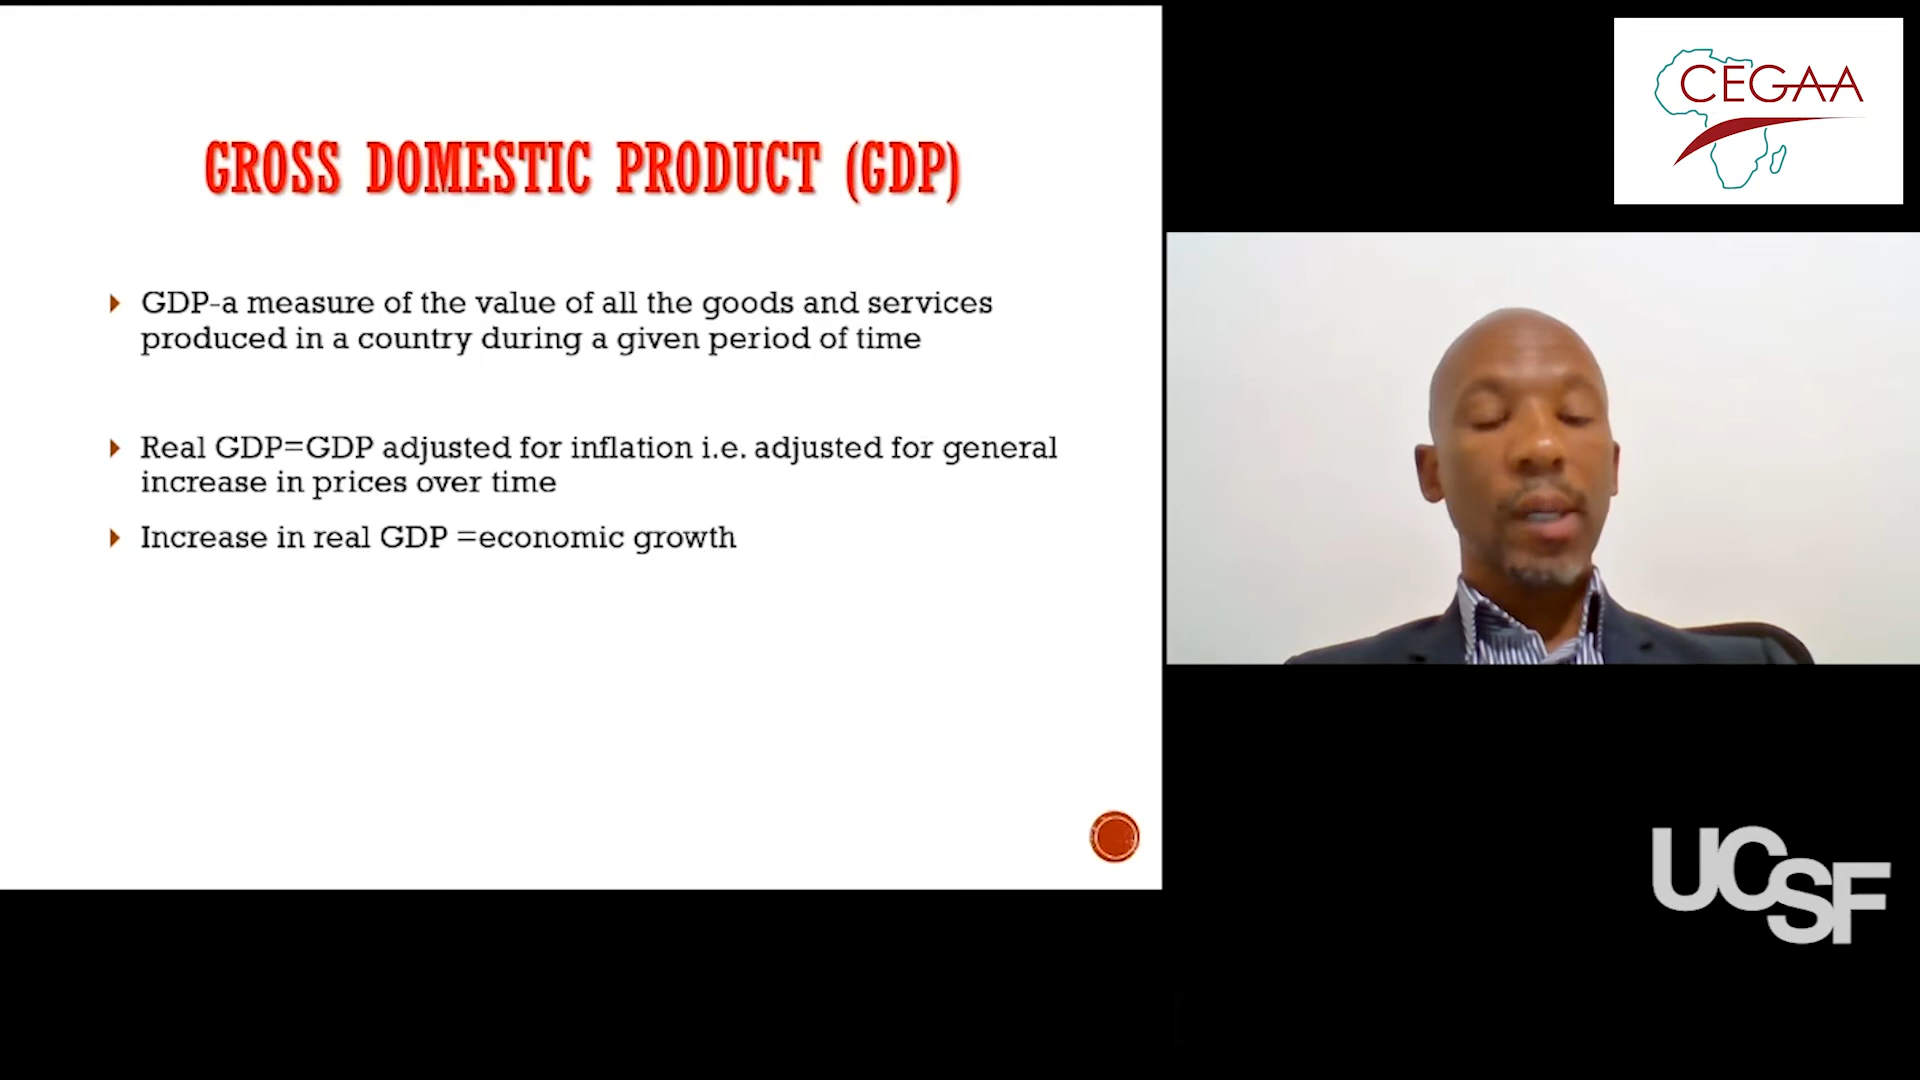 GROSS DOMESTIC PRODUCT (GDP)
GDP-a measure of the value of all the goods and services
produced in a country during a given period of time
Real GDP=GDP adjusted for inflation i.e. adjusted for general
increase in prices over time
Increase in real GDP =economic growth
CEGAA
UCSF